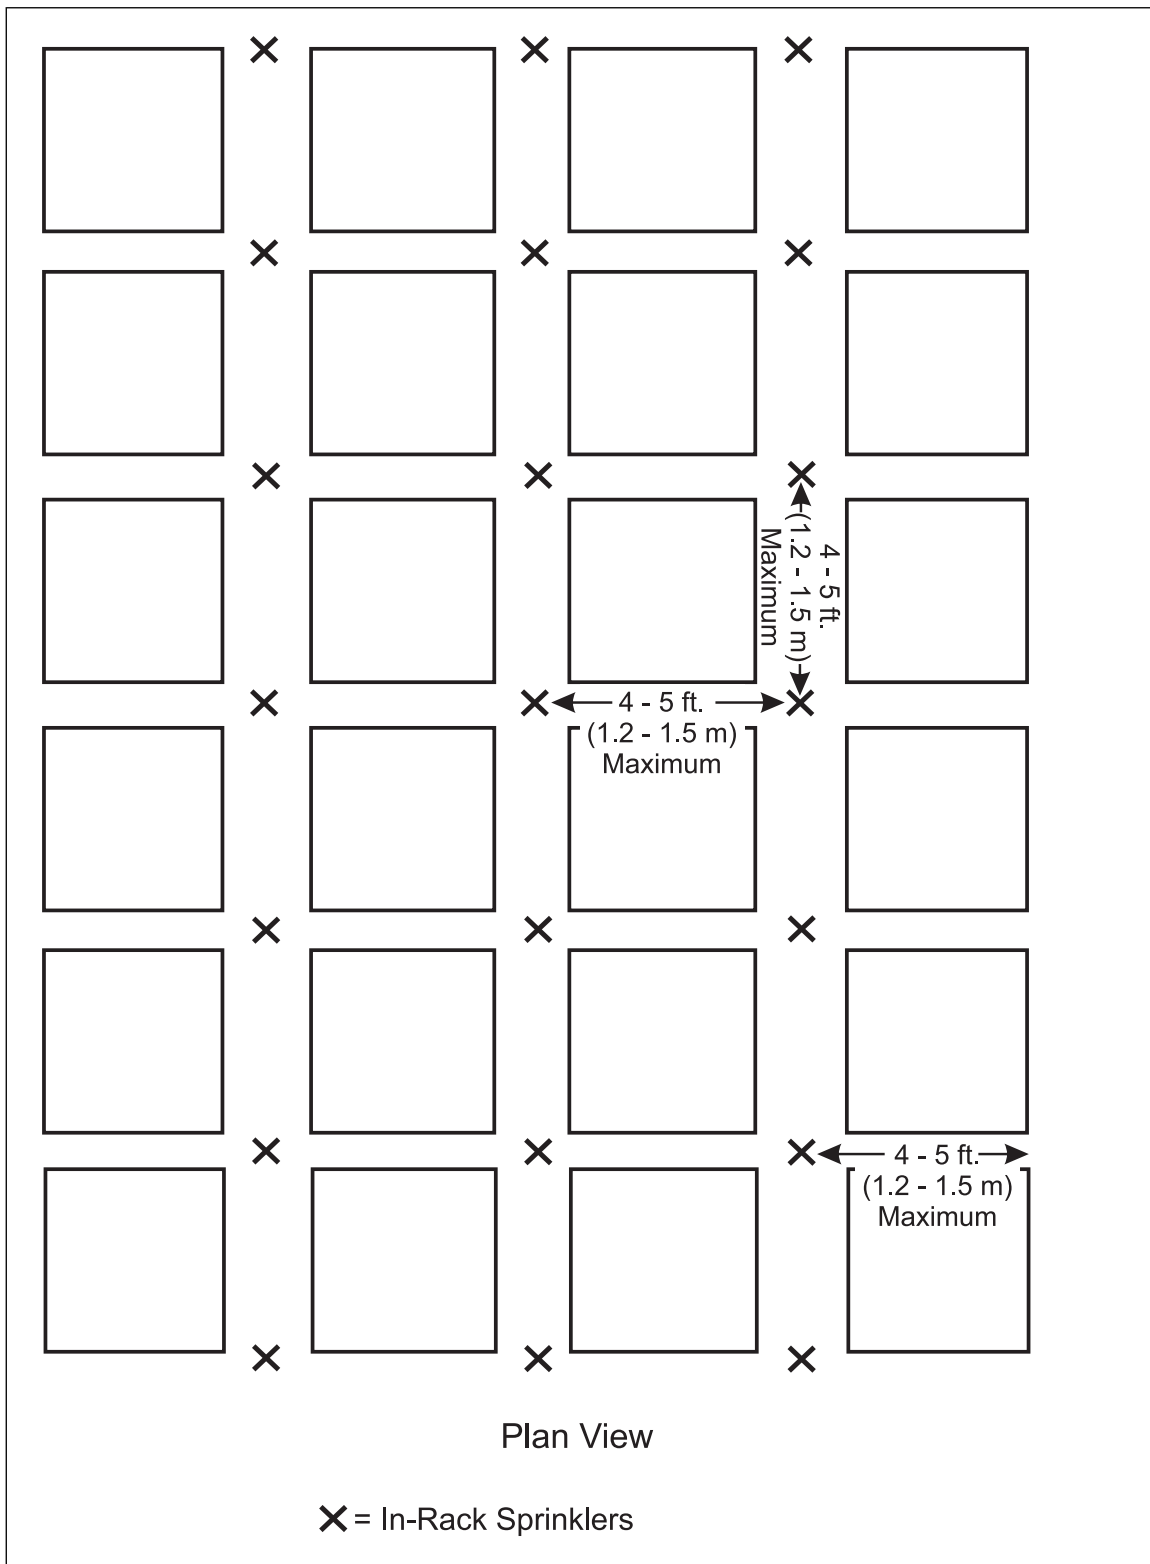 4 - 5 ft.
(1.2 - 1.5 m)
Maximum
4 - 5 ft.
(1.2 - 1.5 m)
Maximum
4 - 5 ft.
(1.2 - 1.5 m)
Maximum
Plan View
= In-Rack Sprinklers